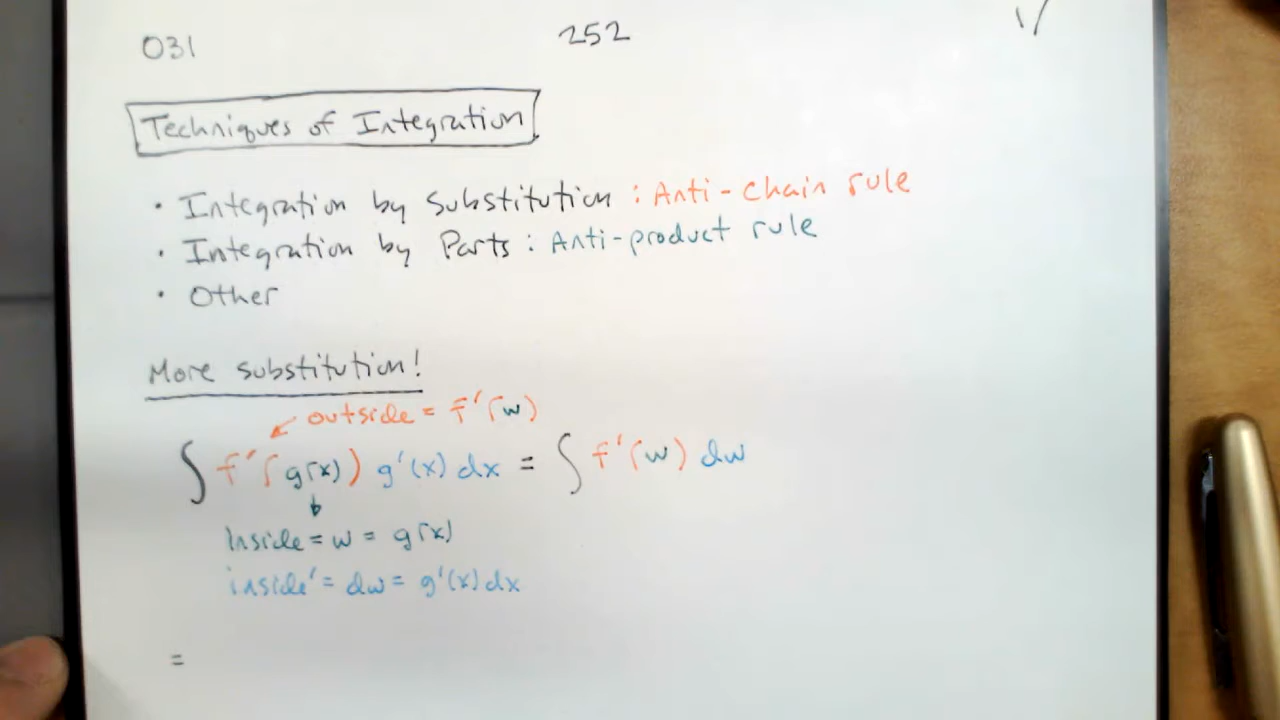 031 252 1/
Techniques of Integration
• Integration by Substitution : Anti-chain rule
• Integration by Parts : Anti-product rule
• Other
More substitution!
outside = f'(w)
∫ f'(g(x)) g'(x) dx = ∫ f'(w) dw
Inside = w = g(x)
inside' = dw = g'(x) dx
=